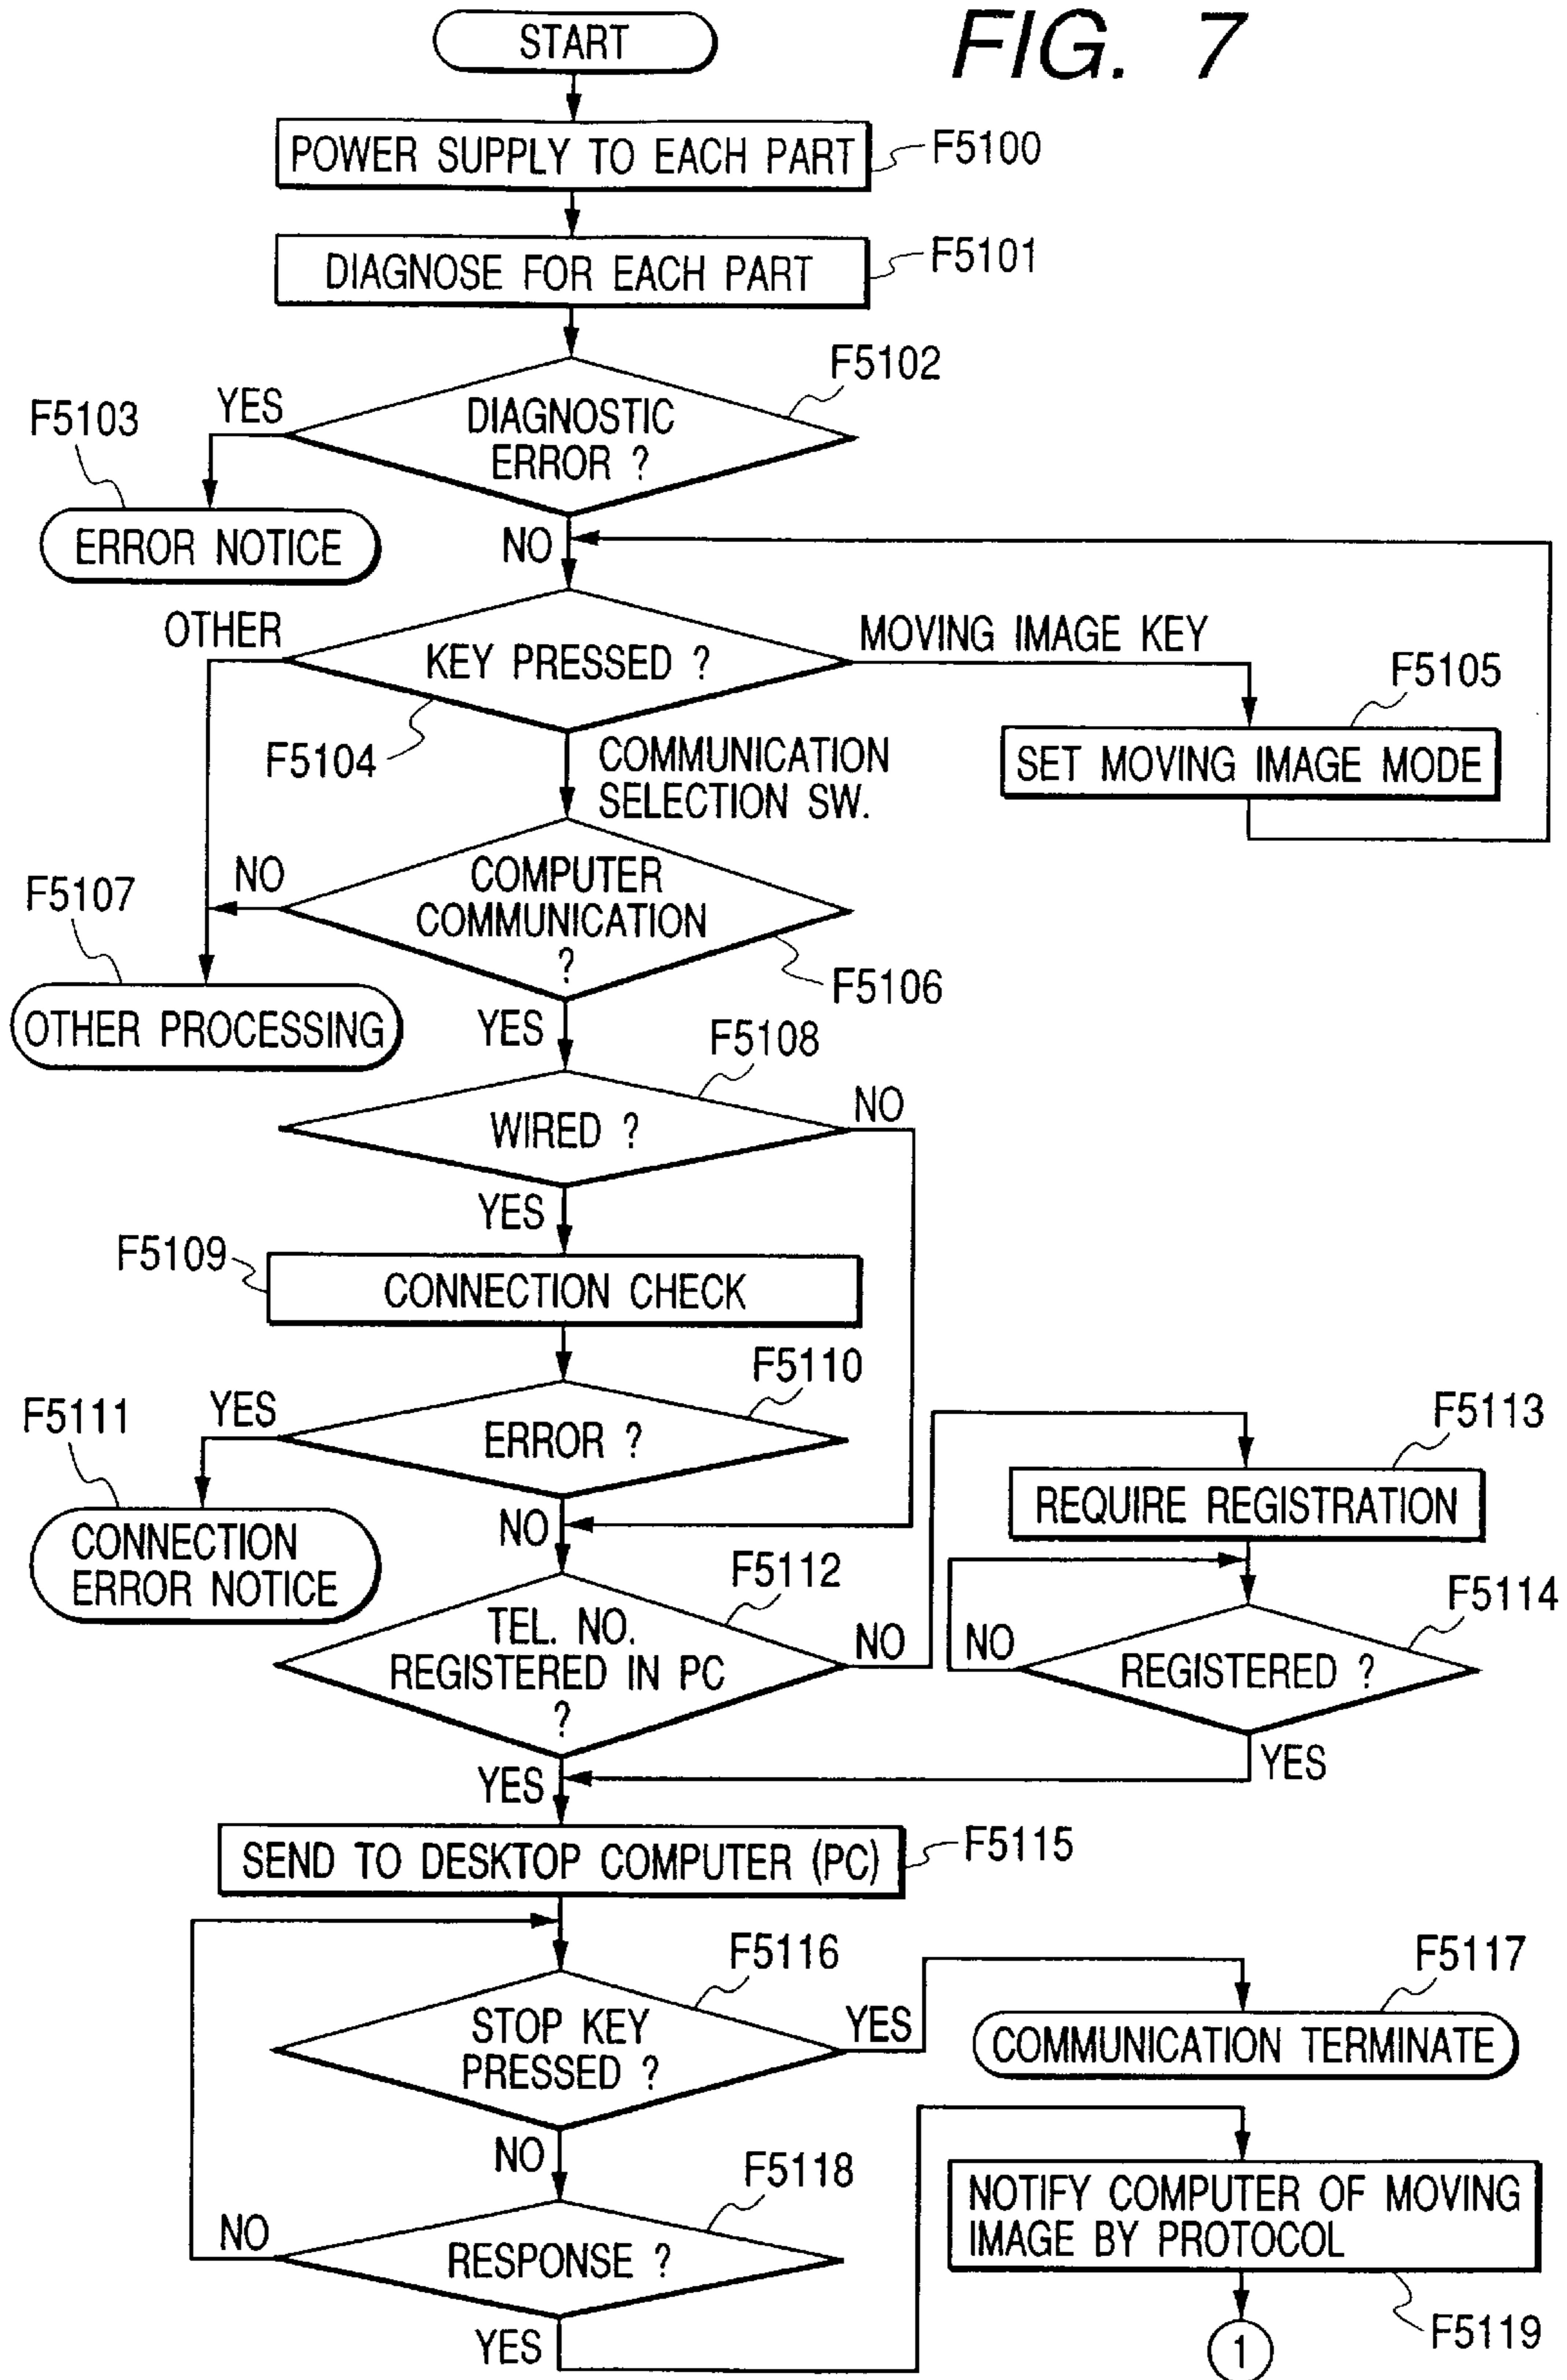 START
FIG. 7
POWER SUPPLY TO EACH PART
F5100
DIAGNOSE FOR EACH PART
F5101
F5102
DIAGNOSTIC
ERROR ?
YES
F5103
ERROR NOTICE
NO
OTHER
KEY PRESSED ?
MOVING IMAGE KEY
F5105
F5104
COMMUNICATION
SELECTION SW.
SET MOVING IMAGE MODE
NO
COMPUTER
COMMUNICATION
?
F5107
F5106
OTHER PROCESSING
YES
F5108
WIRED ?
NO
YES
F5109
CONNECTION CHECK
F5110
YES
F5111
ERROR ?
F5113
REQUIRE REGISTRATION
CONNECTION
ERROR NOTICE
NO
F5112
F5114
TEL. NO.
REGISTERED IN PC
?
NO
NO
REGISTERED ?
YES
YES
SEND TO DESKTOP COMPUTER (PC)
F5115
F5116
F5117
STOP KEY
PRESSED ?
YES
COMMUNICATION TERMINATE
NO
F5118
NO
RESPONSE ?
NOTIFY COMPUTER OF MOVING
IMAGE BY PROTOCOL
YES
F5119
1